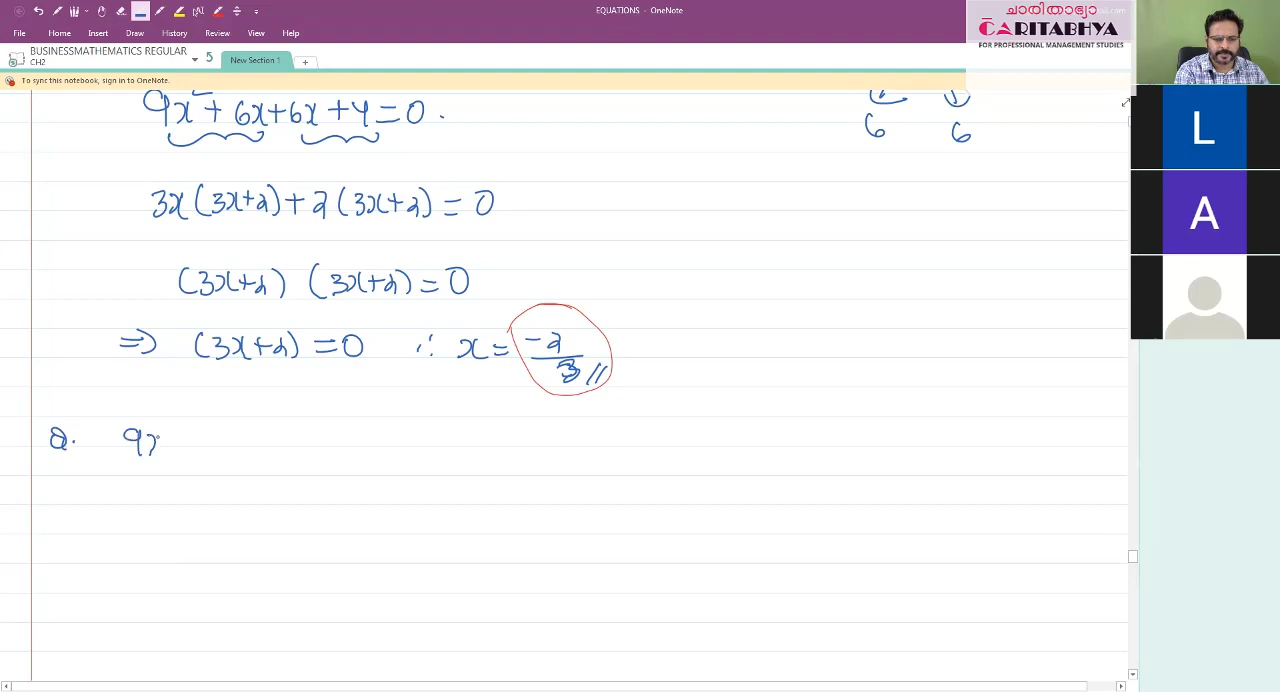 EQUATIONS - OneNote
File Home Insert Draw History Review View Help
ചാരിതാഭ്യാ
CARITABHYA
FOR PROFESSIONAL MANAGEMENT STUDIES
BUSINESSMATHEMATICS REGULAR
CH2
New Section 1
+
To sync this notebook, sign in to OneNote.
9x² + 6x + 6x + 4 = 0.
6 6
3x (3x+2) + 2 (3x+2) = 0
(3x+2) (3x+2) = 0
⇒ (3x+2) = 0 ∴ x = -2/3 //
Q. 9x
L
A